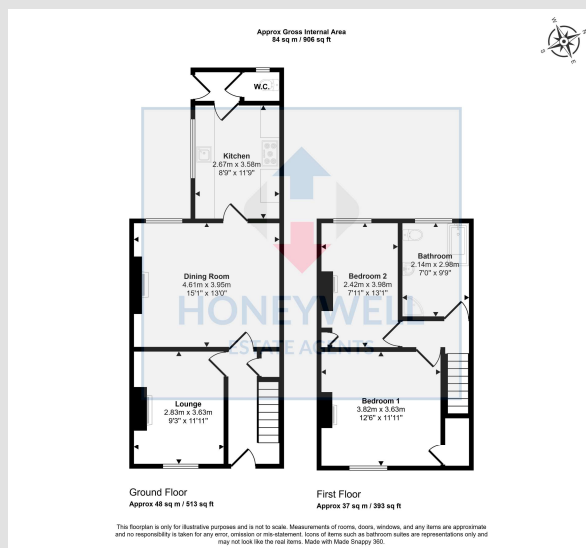 Approx Gross Internal Area
84 sq m / 906 sq ft
N
E
S
W
W.C.
Kitchen
2.67m x 3.58m
8'9" x 11'9"
Dining Room
4.61m x 3.95m
15'1" x 13'0"
Bedroom 2
2.42m x 3.98m
7'11" x 13'1"
Bathroom
2.14m x 2.98m
7'0" x 9'9"
HONEYWELL
ESTATE AGENTS
Lounge
2.83m x 3.63m
9'3" x 11'11"
Bedroom 1
3.82m x 3.63m
12'6" x 11'11"
Ground Floor
Approx 48 sq m / 513 sq ft
First Floor
Approx 37 sq m / 393 sq ft
This floorplan is only for illustrative purposes and is not to scale. Measurements of rooms, doors, windows, and any items are approximate
and no responsibility is taken for any error, omission or mis-statement. Icons of items such as bathroom suites are representations only and
may not look like the real items. Made with Made Snappy 360.